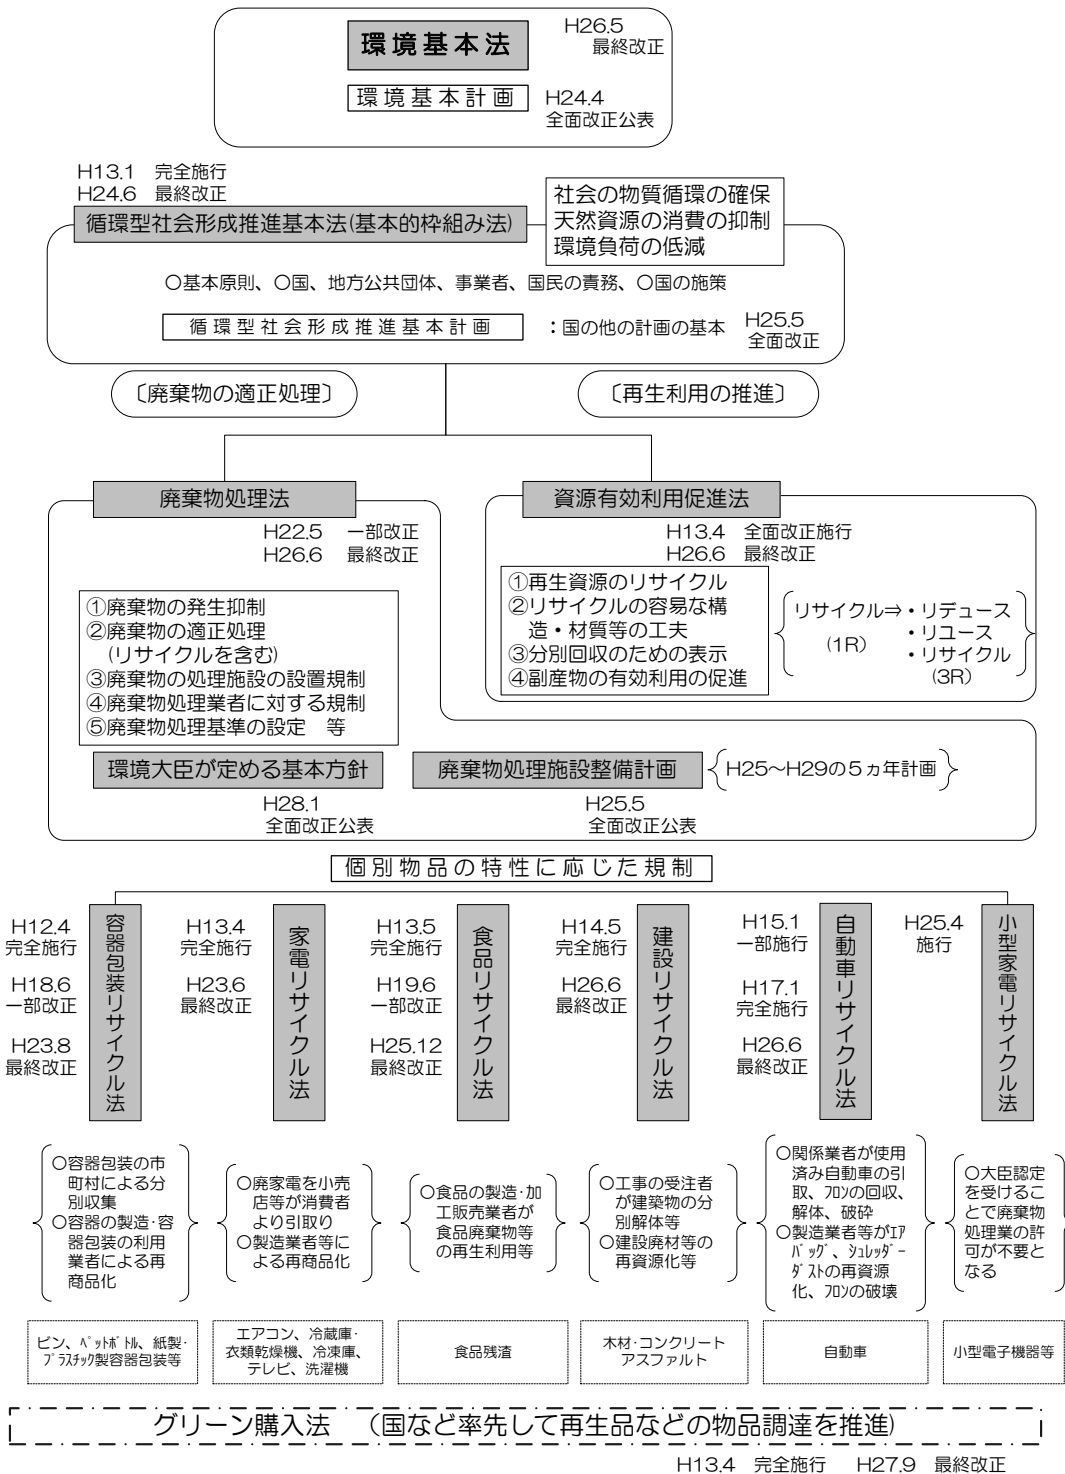 環境基本法
H26.5
最終改正
環境基本計画
H24.4
全面改正公表
H13.1 完全施行
H24.6 最終改正
循環型社会形成推進基本法(基本的枠組み法)
社会の物質循環の確保
天然資源の消費の抑制
環境負荷の低減
○基本原則、○国、地方公共団体、事業者、国民の責務、○国の施策
循環型社会形成推進基本計画
：国の他の計画の基本
H25.5
全面改正
〔廃棄物の適正処理〕
〔再生利用の推進〕
廃棄物処理法
H22.5 一部改正
H26.6 最終改正
①廃棄物の発生抑制
②廃棄物の適正処理
(リサイクルを含む)
③廃棄物の処理施設の設置規制
④廃棄物処理業者に対する規制
⑤廃棄物処理基準の設定 等
資源有効利用促進法
H13.4 全面改正施行
H26.6 最終改正
①再生資源のリサイクル
②リサイクルの容易な構
造・材質等の工夫
③分別回収のための表示
④副産物の有効利用の促進
リサイクル⇒・リデュース
(1R)
・リユース
・リサイクル
(3R)
環境大臣が定める基本方針
H28.1
全面改正公表
廃棄物処理施設整備計画
H25.5
全面改正公表
H25～H29の5ヵ年計画
個別物品の特性に応じた規制
H12.4
完全施行
H18.6
一部改正
H23.8
最終改正
容器包装リサイクル法
H13.4
完全施行
H23.6
最終改正
家電リサイクル法
H13.5
完全施行
H19.6
一部改正
H25.12
最終改正
食品リサイクル法
H14.5
完全施行
H26.6
最終改正
建設リサイクル法
H15.1
一部施行
H17.1
完全施行
H26.6
最終改正
自動車リサイクル法
H25.4
施行
小型家電リサイクル法
○容器包装の市
町村による分
別収集
○容器の製造・容
器包装の利用
業者による再
商品化
○廃家電を小売
店等が消費者
より引取り
○製造業者等に
よる再商品化
○食品の製造・加
工販売業者が
食品廃棄物等
の再生利用等
○工事の受注者
が建築物の分
別解体等
○建設廃材等の
再資源化等
○関係業者が使用
済み自動車の引
取、ﾌﾛﾝの回収、
解体、破砕
○製造業者等がｴｱ
ﾊﾞｯｸﾞ、ｼｭﾚｯﾀﾞｰ
ﾀﾞｽﾄの再資源
化、ﾌﾛﾝの破壊
○大臣認定
を受けるこ
とで廃棄物
処理業の許
可が不要と
なる
ビン、ﾍﾟｯﾄﾎﾞﾄﾙ、紙製・
ﾌﾟﾗｽﾁｯｸ製容器包装等
エアコン、冷蔵庫・
衣類乾燥機、冷凍庫、
テレビ、洗濯機
食品残渣
木材・コンクリート
アスファルト
自動車
小型電子機器等
グリーン購入法 （国など率先して再生品などの物品調達を推進）
H13.4 完全施行 H27.9 最終改正